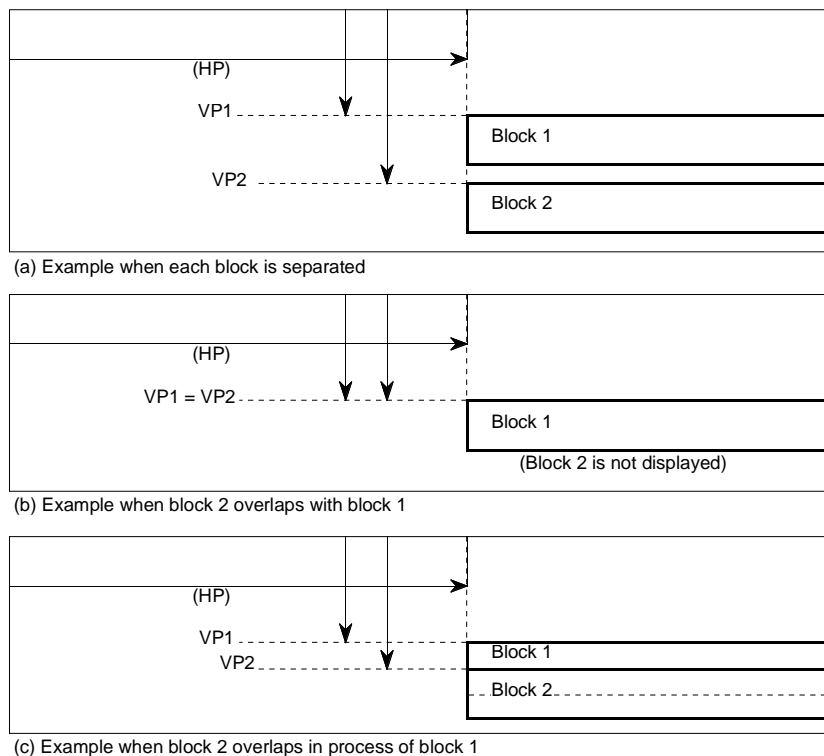 (HP)
VP1
Block 1
VP2
Block 2
(a) Example when each block is separated
(HP)
VP1 = VP2
Block 1
(Block 2 is not displayed)
(b) Example when block 2 overlaps with block 1
(HP)
VP1
Block 1
VP2
Block 2
(c) Example when block 2 overlaps in process of block 1